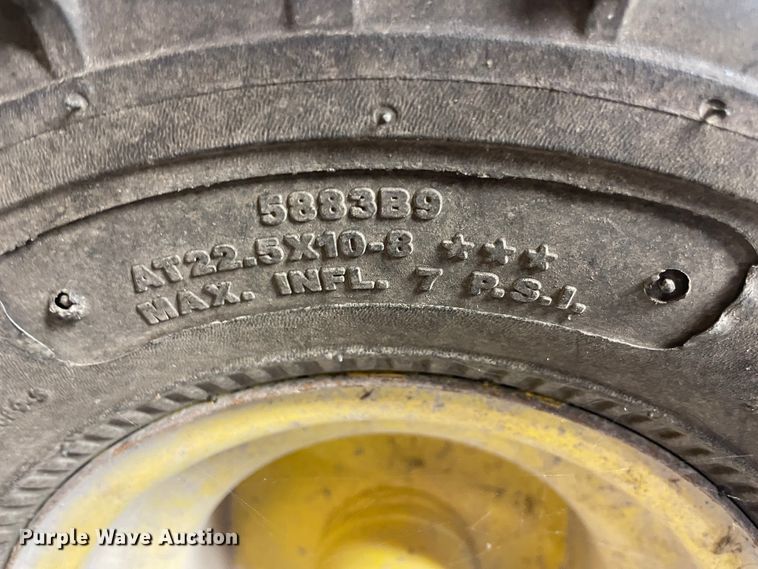 5883B9
AT22.5X10-8 ***
MAX. INFL. 7 P.S.I.
Purple Wave Auction